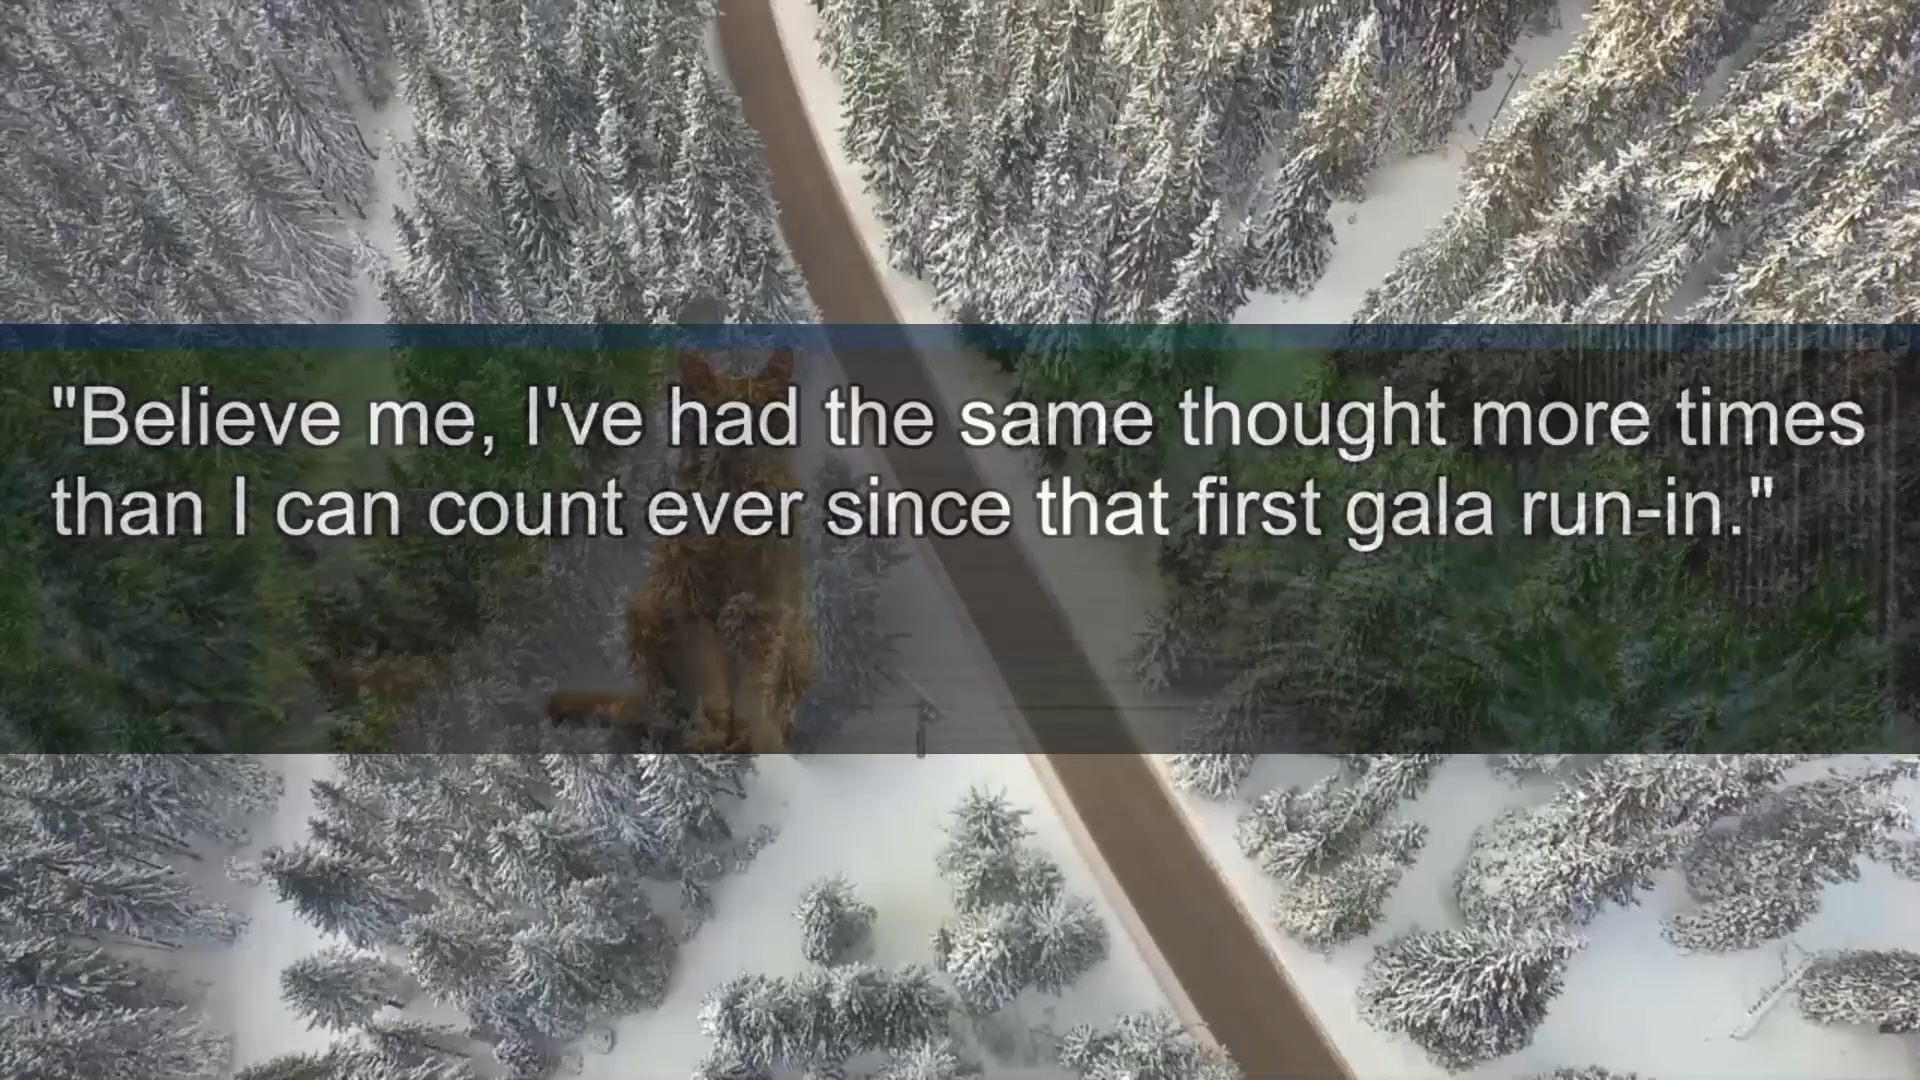 "Believe me, I've had the same thought more times
than I can count ever since that first gala run-in."